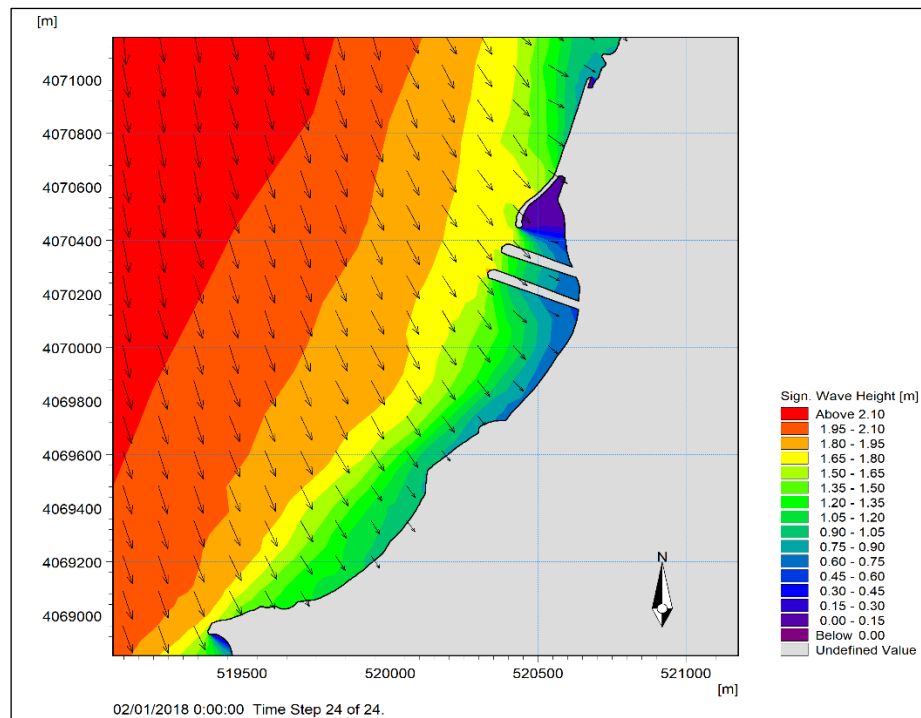 [m]
4071000
4070800
4070600
4070400
4070200
4070000
4069800
4069600
4069400
4069200
4069000
519500 520000 520500 521000
[m]
02/01/2018 0:00:00 Time Step 24 of 24.
N
Sign. Wave Height [m]
Above 2.10
1.95 - 2.10
1.80 - 1.95
1.65 - 1.80
1.50 - 1.65
1.35 - 1.50
1.20 - 1.35
1.05 - 1.20
0.90 - 1.05
0.75 - 0.90
0.60 - 0.75
0.45 - 0.60
0.30 - 0.45
0.15 - 0.30
0.00 - 0.15
Below 0.00
Undefined Value